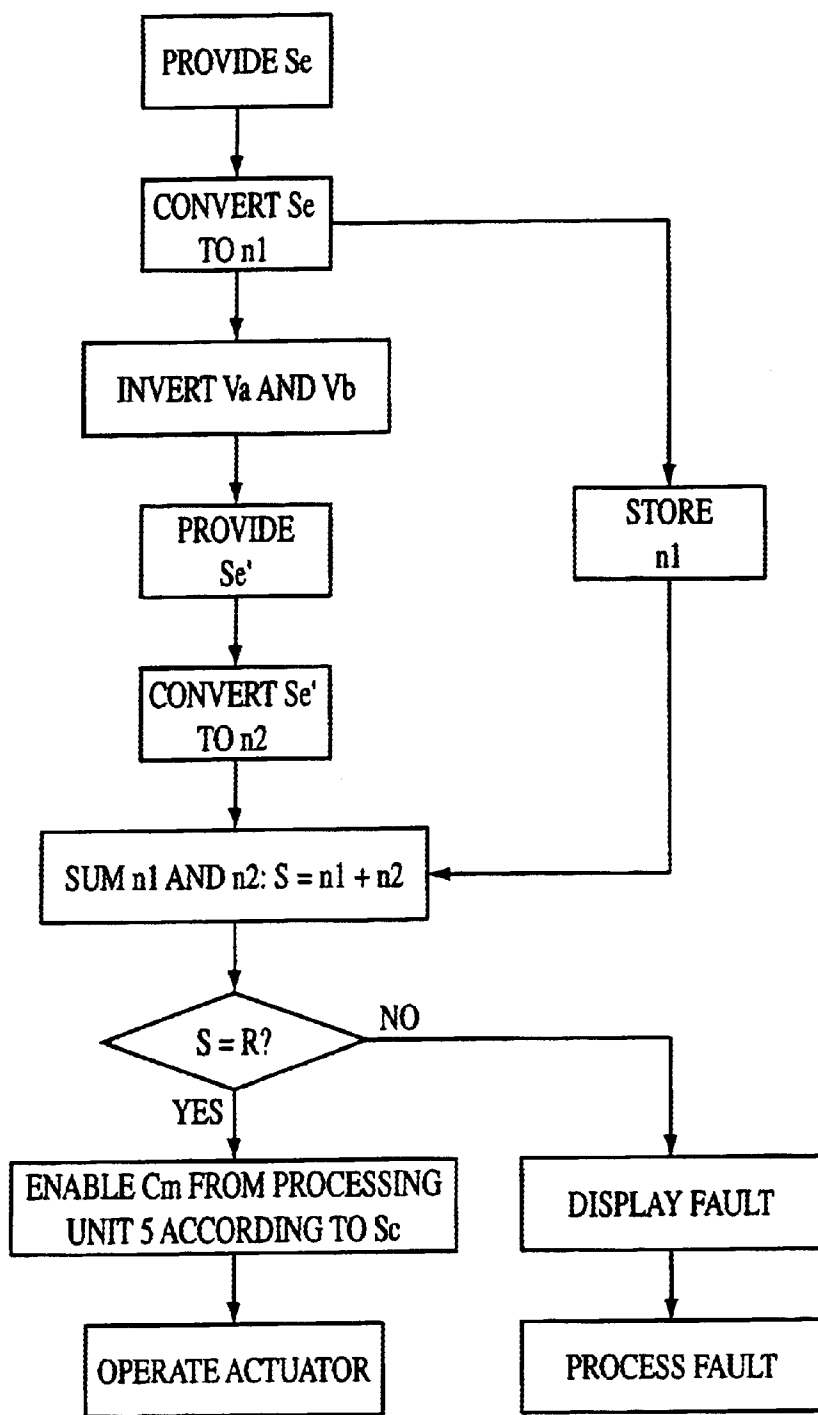 PROVIDE Se
CONVERT Se
TO n1
INVERT Va AND Vb
PROVIDE
Se'
STORE
n1
CONVERT Se'
TO n2
SUM n1 AND n2: S = n1 + n2
S = R?
NO
YES
ENABLE Cm FROM PROCESSING
UNIT 5 ACCORDING TO Sc
DISPLAY FAULT
OPERATE ACTUATOR
PROCESS FAULT